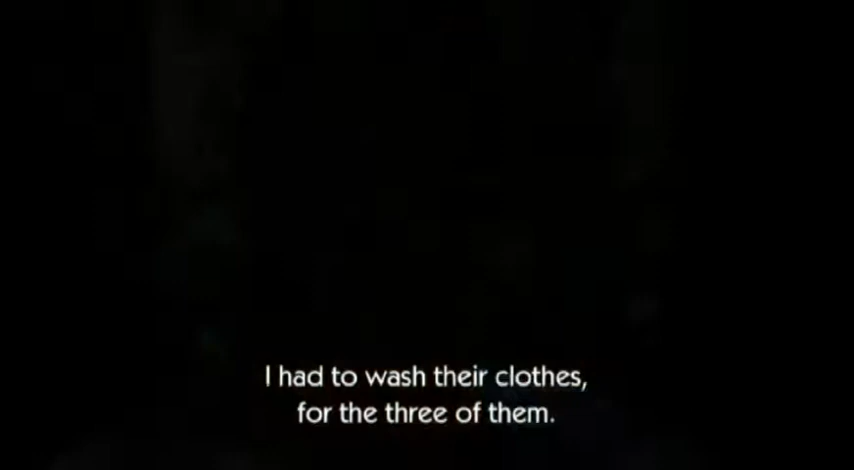 I had to wash their clothes,
for the three of them.